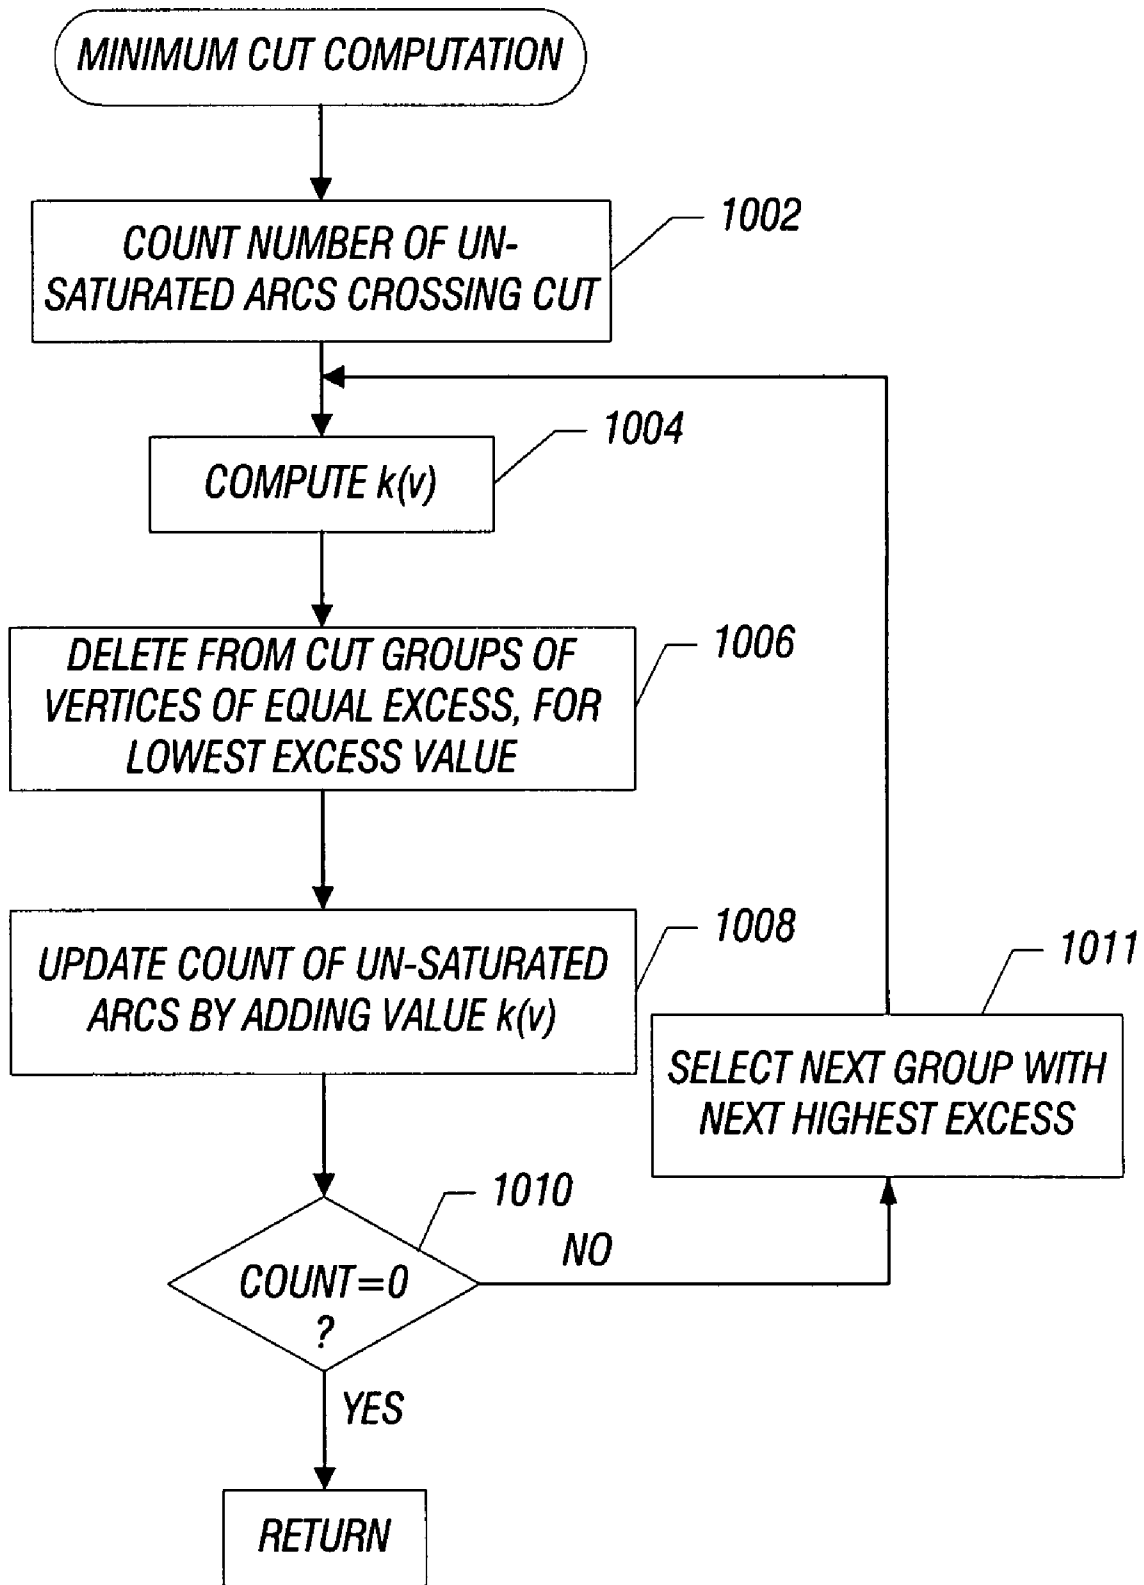 MINIMUM CUT COMPUTATION
1002
COUNT NUMBER OF UN-
SATURATED ARCS CROSSING CUT
1004
COMPUTE k(v)
1006
DELETE FROM CUT GROUPS OF
VERTICES OF EQUAL EXCESS, FOR
LOWEST EXCESS VALUE
1008
UPDATE COUNT OF UN-SATURATED
ARCS BY ADDING VALUE k(v)
1011
SELECT NEXT GROUP WITH
NEXT HIGHEST EXCESS
1010
COUNT=0
?
NO
YES
RETURN